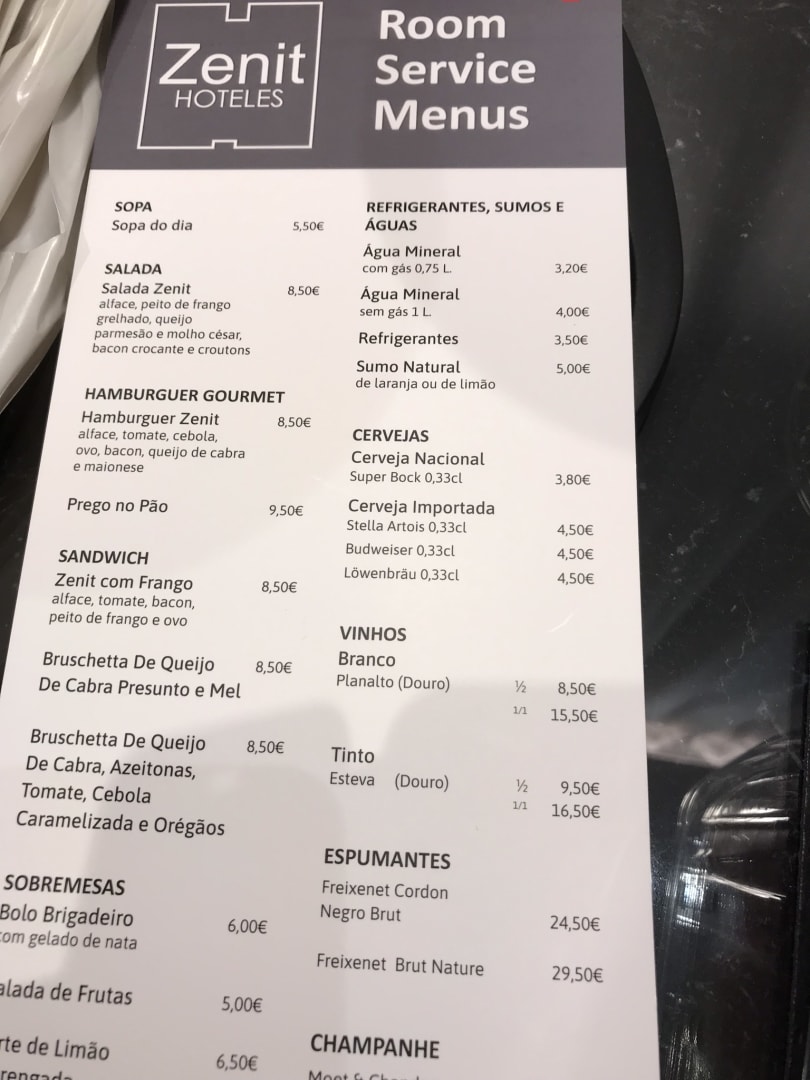 Zenit
HOTELES
Room
Service
Menus
SOPA
Sopa do dia 5,50€
SALADA
Salada Zenit 8,50€
alface, peito de frango
grelhado, queijo
parmesão e molho césar,
bacon crocante e croutons
HAMBURGUER GOURMET
Hamburguer Zenit 8,50€
alface, tomate, cebola,
ovo, bacon, queijo de cabra
e maionese
Prego no Pão 9,50€
SANDWICH
Zenit com Frango 8,50€
alface, tomate, bacon,
peito de frango e ovo
Bruschetta De Queijo 8,50€
De Cabra Presunto e Mel
Bruschetta De Queijo 8,50€
De Cabra, Azeitonas,
Tomate, Cebola
Caramelizada e Orégãos
SOBREMESAS
Bolo Brigadeiro 6,00€
com gelado de nata
de Frutas 5,00€
de Limão 6,50€
REFRIGERANTES, SUMOS E
ÁGUAS
Água Mineral
com gás 0,75 L. 3,20€
Água Mineral
sem gás 1 L. 4,00€
Refrigerantes 3,50€
Sumo Natural 5,00€
de laranja ou de limão
CERVEJAS
Cerveja Nacional
Super Bock 0,33cl 3,80€
Cerveja Importada
Stella Artois 0,33cl 4,50€
Budweiser 0,33cl 4,50€
Löwenbräu 0,33cl 4,50€
VINHOS
Branco
Planalto (Douro) ½ 8,50€
1/1 15,50€
Tinto
Esteva (Douro) ½ 9,50€
1/1 16,50€
ESPUMANTES
Freixenet Cordon
Negro Brut 24,50€
Freixenet Brut Nature 29,50€
CHAMPANHE